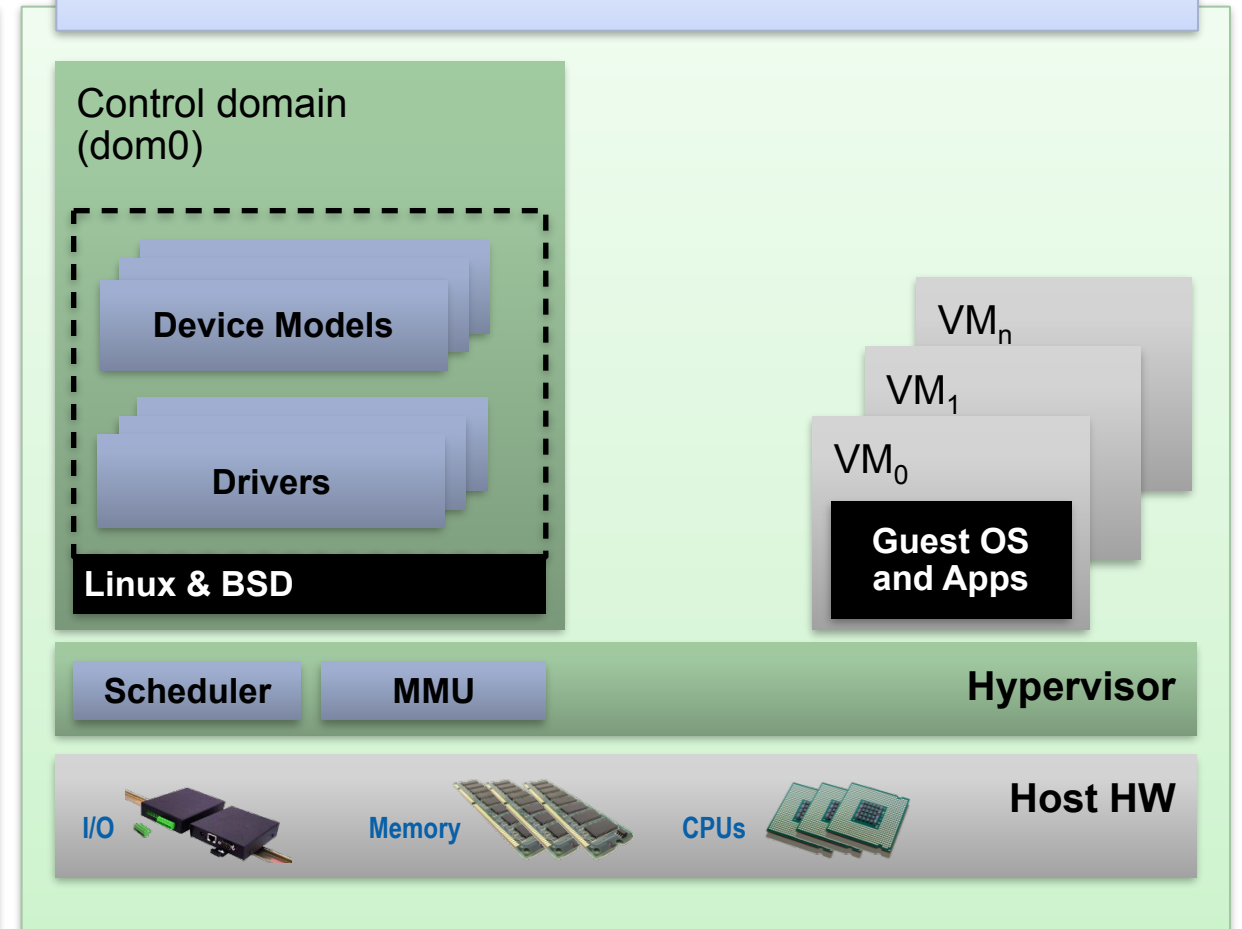 Control domain
(dom0)
Device Models
Drivers
Linux & BSD
VMn
VM1
VM0
Guest OS
and Apps
Scheduler
MMU
Hypervisor
I/O
Memory
CPUs
Host HW